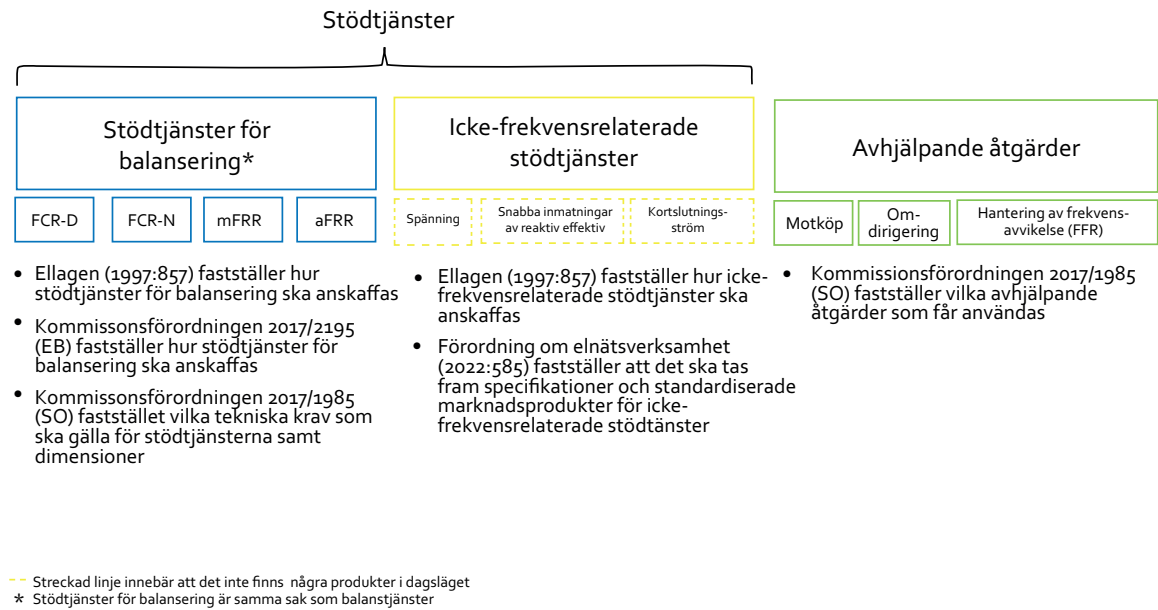 Stödtjänster
Stödtjänster för
balansering*
FCR-D
FCR-N
mFRR
aFRR
• Ellagen (1997:857) fastställer hur
stödtjänster för balansering ska anskaffas
• Kommissonsförordningen 2017/2195
(EB) fastställer hur stödtjänster för
balansering ska anskaffas
• Kommissonsförordningen 2017/1985
(SO) faststället vilka tekniska krav som
ska gälla för stödtjänsterna samt
dimensioner
Icke-frekvensrelaterade
stödtjänster
Spänning
Snabba inmatningar
av reaktiv effektiv
Kortslutnings-
ström
• Ellagen (1997:857) fastställer hur icke-
frekvensrelaterade stödtjänster ska
anskaffas
• Förordning om elnätsverksamhet
(2022:585) fastställer att det ska tas
fram specifikationer och standardiserade
marknadsprodukter för icke-
frekvensrelaterade stödtänster
Avhjälpande åtgärder
Motköp
Om-
dirigering
Hantering av frekvens-
avvikelse (FFR)
• Kommissionsförordningen 2017/1985
(SO) fastställer vilka avhjälpande
åtgärder som får användas
Streckad linje innebär att det inte finns några produkter i dagsläget
* Stödtjänster för balansering är samma sak som balanstjänster